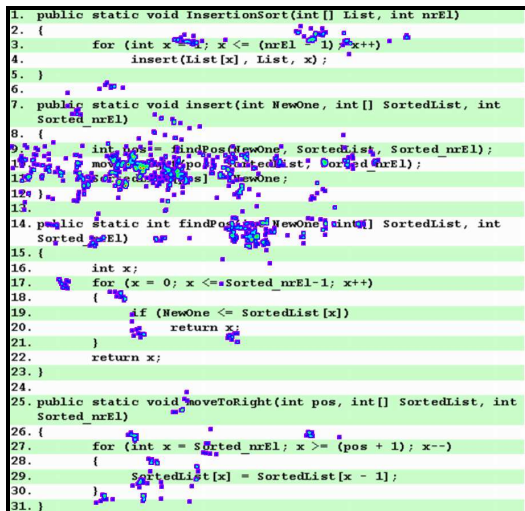 1. public static void InsertionSort(int[] List, int nrEl)
2. {
3. for (int x = 1; x <= (nrEl - 1); x++)
4. insert(List[x], List, x);
5. }
6.
7. public static void insert(int NewOne, int[] SortedList, int
Sorted_nrEl)
8. {
9. int pos = findPos(NewOne, SortedList, Sorted_nrEl);
10. SortedList, Sorted_nrEl);
11. NewOne;
12. }
13.
14. public static int findPos(int NewOne, int[] SortedList, int
Sorted_nrEl)
15. {
16. int x;
17. for (x = 0; x <= Sorted_nrEl-1; x++)
18. {
19. if (NewOne <= SortedList[x])
20. return x;
21. }
22. return x;
23. }
24.
25. public static void moveToRight(int pos, int[] SortedList, int
Sorted_nrEl)
26. {
27. for (int x = Sorted_nrEl; x >= (pos + 1); x--)
28. {
29. SortedList[x] = SortedList[x - 1];
30. }
31. }